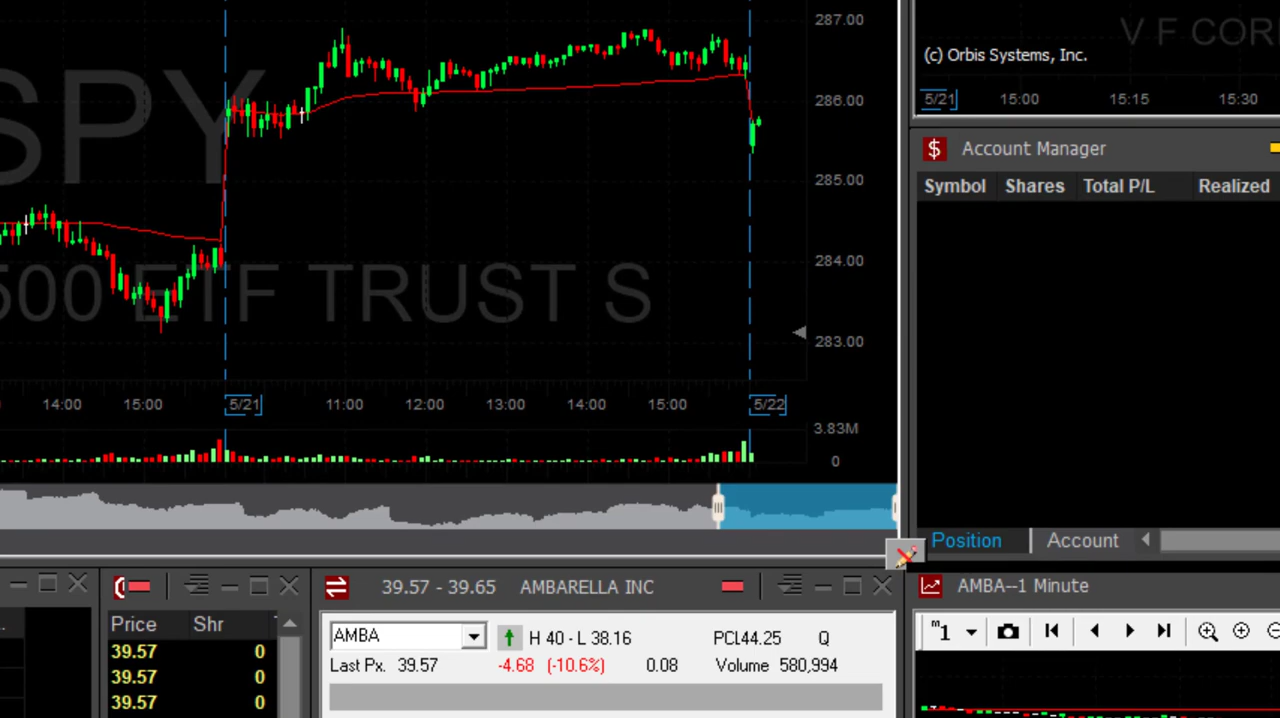 SPY
500 ETF TRUST S
287.00
286.00
285.00
284.00
283.00
14:00 15:00 5/21 11:00 12:00 13:00 14:00 15:00 5/22
3.83M
0
V F COR
(c) Orbis Systems, Inc.
5/21 15:00 15:15 15:30
$ Account Manager
Symbol Shares Total P/L Realized
Position Account
Price Shr
39.57 0
39.57 0
39.57 0
39.57 - 39.65 AMBARELLA INC
AMBA H 40 - L 38.16 PCL44.25 Q
Last Px. 39.57 -4.68 (-10.6%) 0.08 Volume 580,994
AMBA--1 Minute
m1